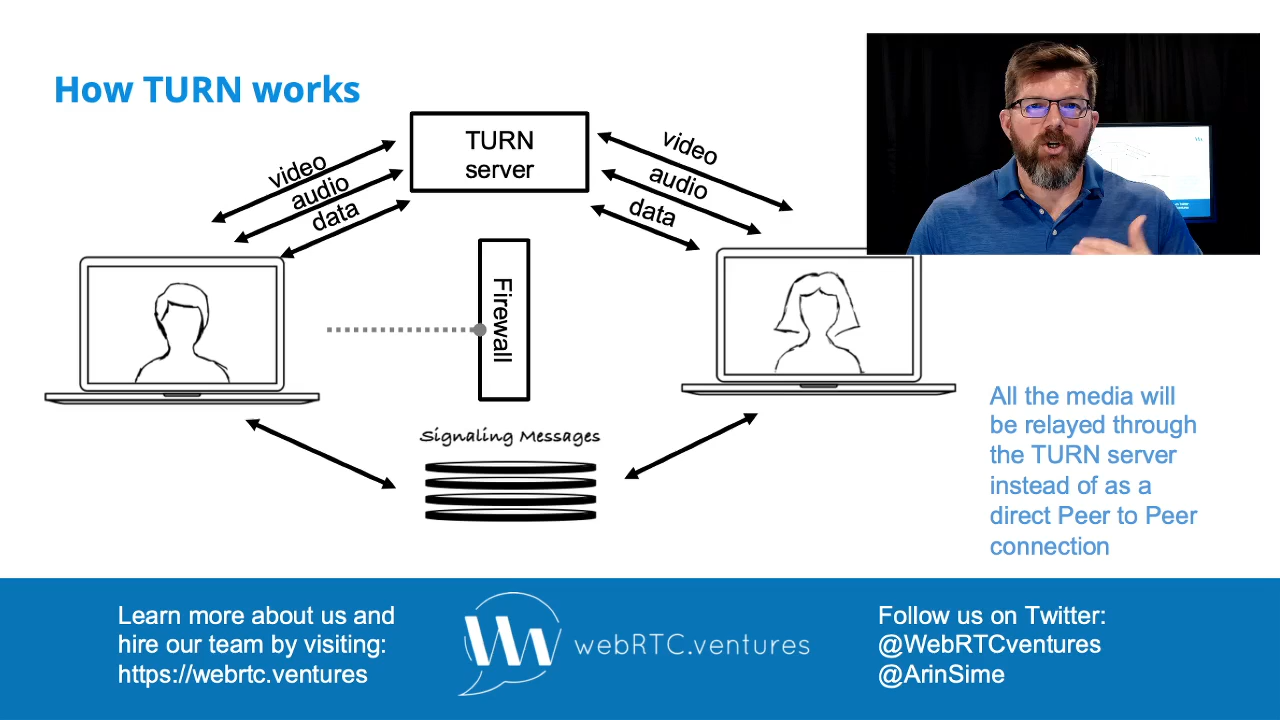 How TURN works
TURN
server
video
audio
data
video
audio
data
Firewall
Signaling Messages
All the media will
be relayed through
the TURN server
instead of as a
direct Peer to Peer
connection
Learn more about us and
hire our team by visiting:
https://webrtc.ventures
webRTC.ventures
Follow us on Twitter:
@WebRTCventures
@ArinSime